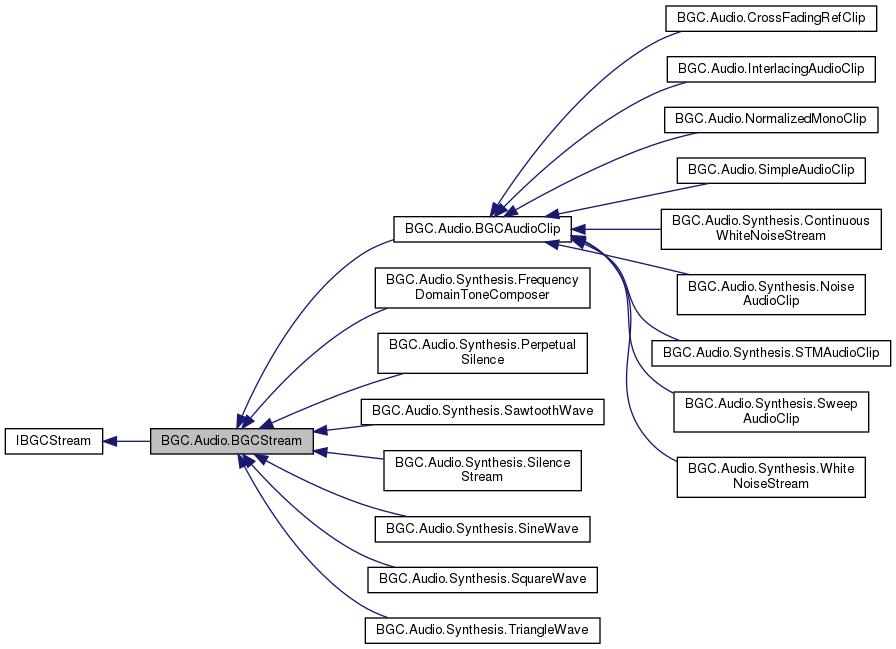 BGC.Audio.CrossFadingRefClip
BGC.Audio.InterlacingAudioClip
BGC.Audio.NormalizedMonoClip
BGC.Audio.SimpleAudioClip
BGC.Audio.BGCAudioClip
BGC.Audio.Synthesis.Continuous
WhiteNoiseStream
BGC.Audio.Synthesis.Frequency
DomainToneComposer
BGC.Audio.Synthesis.Noise
AudioClip
BGC.Audio.Synthesis.Perpetual
Silence
BGC.Audio.Synthesis.STMAudioClip
BGC.Audio.Synthesis.SawtoothWave
BGC.Audio.Synthesis.Sweep
AudioClip
IBGCStream
BGC.Audio.BGCStream
BGC.Audio.Synthesis.Silence
Stream
BGC.Audio.Synthesis.White
NoiseStream
BGC.Audio.Synthesis.SineWave
BGC.Audio.Synthesis.SquareWave
BGC.Audio.Synthesis.TriangleWave